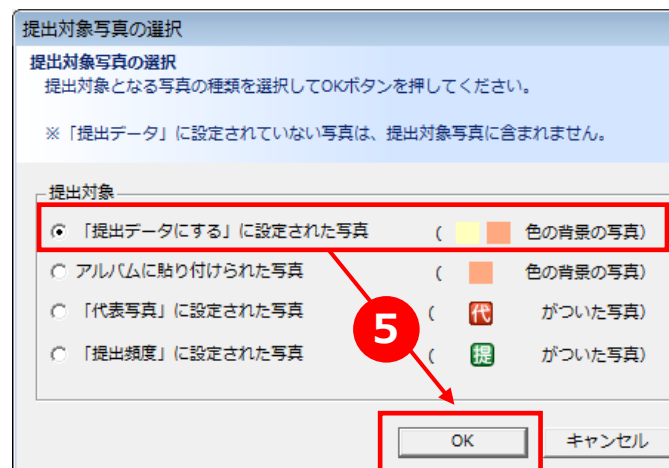 提出対象写真の選択
提出対象写真の選択
提出対象となる写真の種類を選択してOKボタンを押してください。
※「提出データ」に設定されていない写真は、提出対象写真に含まれません。
提出対象
「提出データにする」に設定された写真 ( 色の背景の写真)
アルバムに貼り付けられた写真 ( 色の背景の写真)
「代表写真」に設定された写真 ( 代 がついた写真)
「提出頻度」に設定された写真 ( 提 がついた写真)
5
OK キャンセル